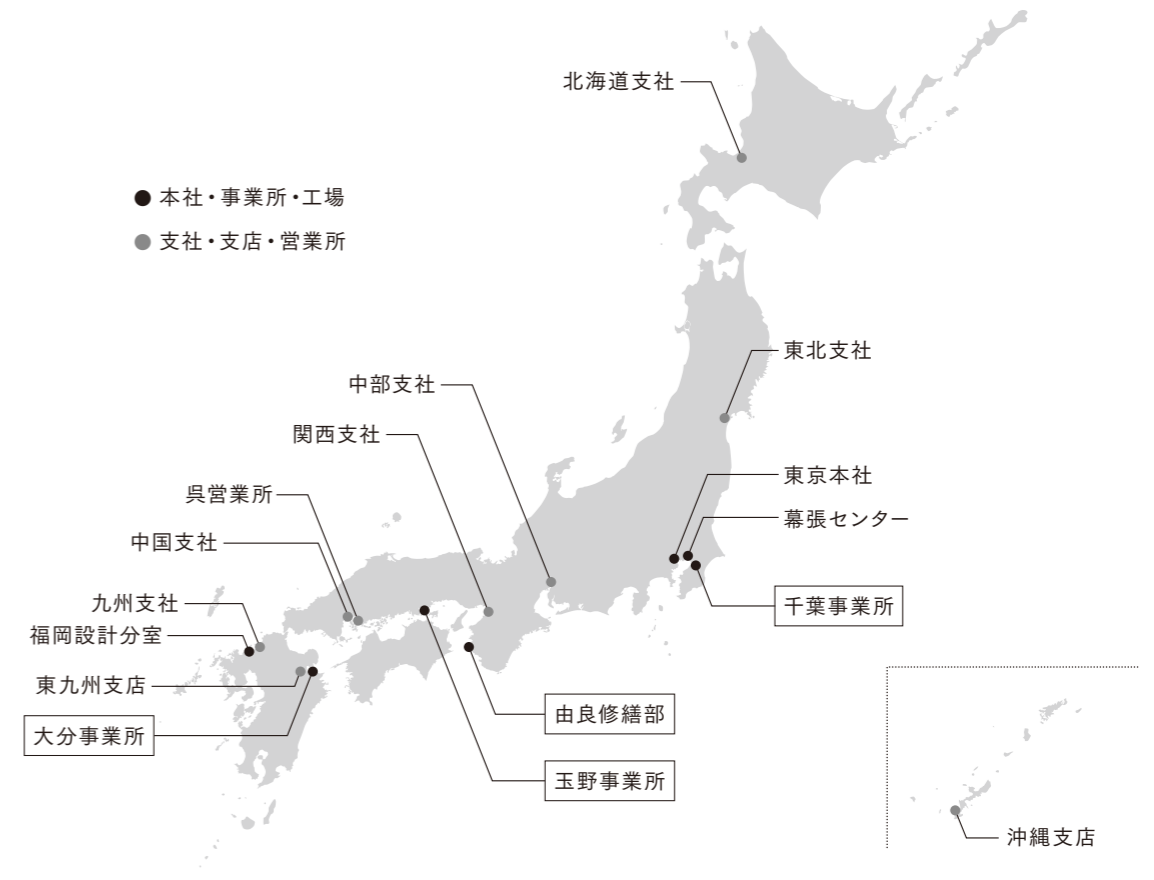 北海道支社
本社・事業所・工場
支社・支店・営業所
東北支社
中部支社
関西支社
東京本社
呉営業所
幕張センター
中国支社
九州支社
千葉事業所
福岡設計分室
東九州支店
由良修繕部
大分事業所
玉野事業所
沖縄支店